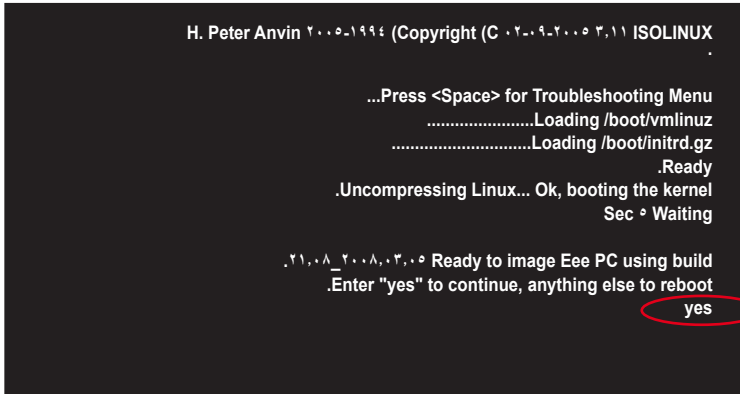 H. Peter Anvin ٢٠٠٥-١٩٩٤ (Copyright (C ٠٢-٠٩-٢٠٠٥ ٣,١١ ISOLINUX
.
...Press <Space> for Troubleshooting Menu
.......................Loading /boot/vmlinuz
..............................Loading /boot/initrd.gz
.Ready
.Uncompressing Linux... Ok, booting the kernel
Sec ٥ Waiting
.٢١,٠٨_٢٠٠٨,٠٣,٠٥ Ready to image Eee PC using build
.Enter "yes" to continue, anything else to reboot
yes